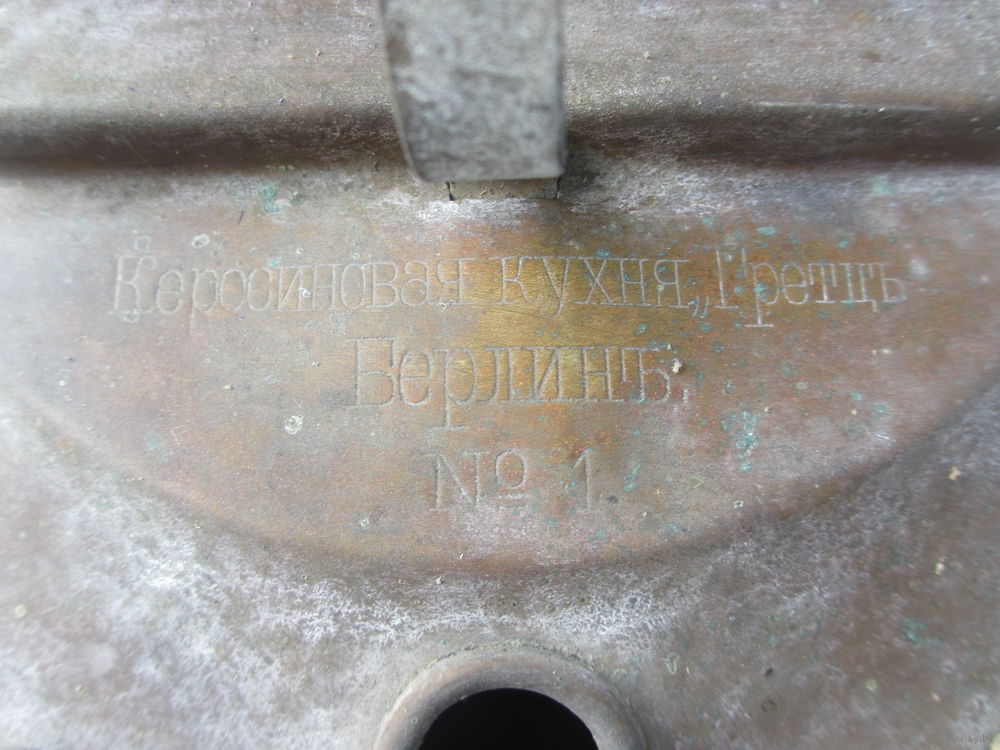 Керосиновая кухня „Гретцъ
Берлинъ.
№ 1.